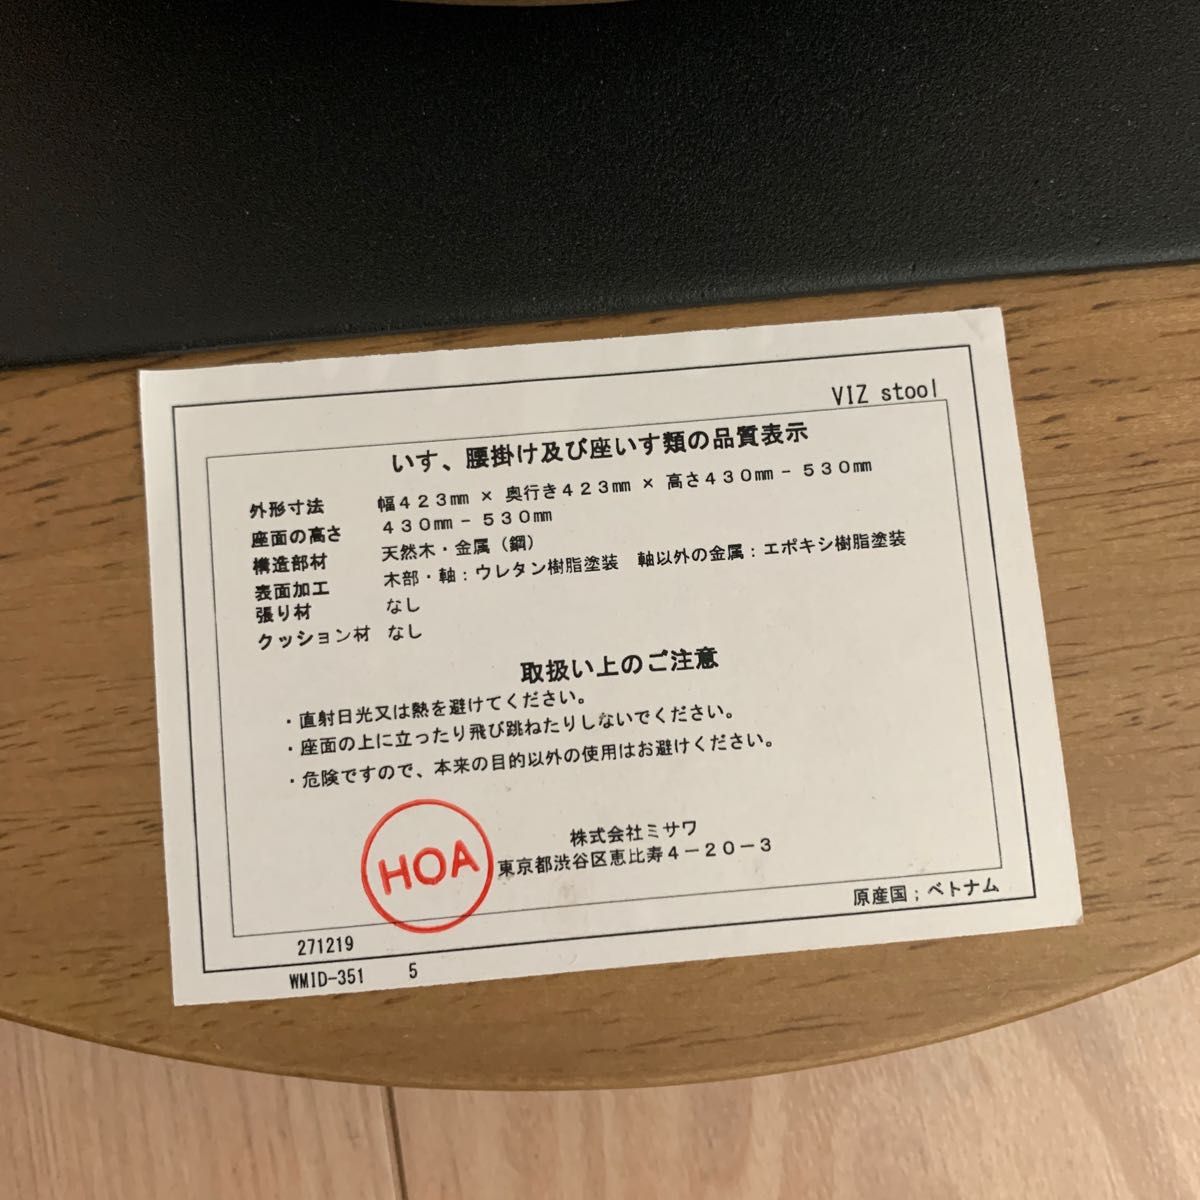 VIZ stool
いす、腰掛け及び座いす類の品質表示
外形寸法　幅４２３㎜ × 奥行き４２３㎜ × 高さ４３０㎜－５３０㎜
座面の高さ　４３０㎜－５３０㎜
構造部材　天然木・金属（鋼）
表面加工　木部・軸：ウレタン樹脂塗装　軸以外の金属：エポキシ樹脂塗装
張り材　なし
クッション材　なし
取扱い上のご注意
・直射日光又は熱を避けてください。
・座面の上に立ったり飛び跳ねたりしないでください。
・危険ですので、本来の目的以外の使用はお避けください。
HOA
株式会社ミサワ
東京都渋谷区恵比寿４－２０－３
原産国；ベトナム
271219
WMID-351　5